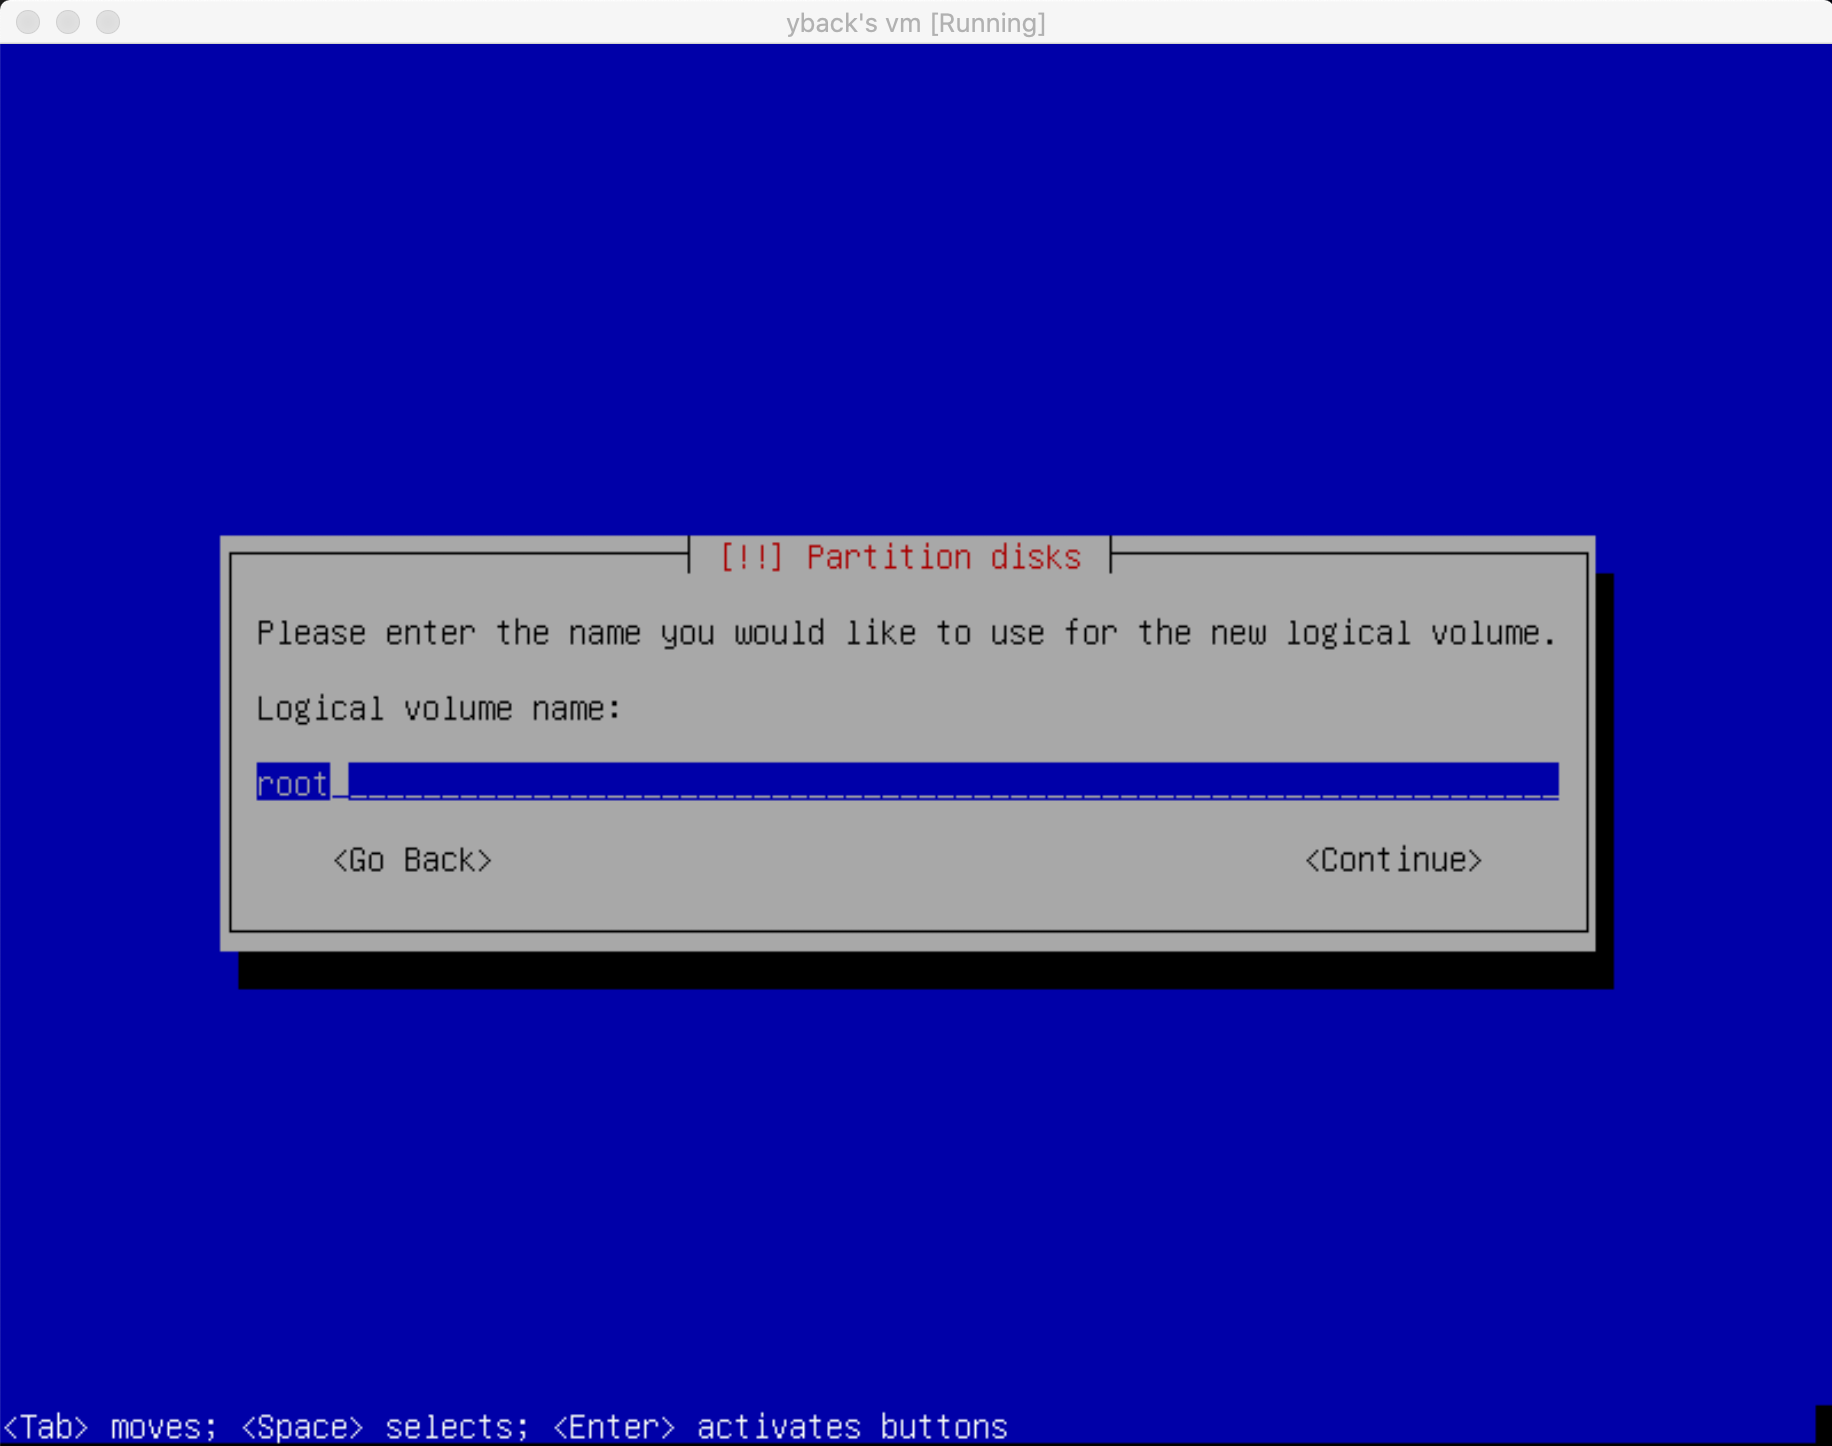 yback's vm [Running]
[!!] Partition disks
Please enter the name you would like to use for the new logical volume.
Logical volume name:
root
<Go Back> <Continue>
<Tab> moves; <Space> selects; <Enter> activates buttons